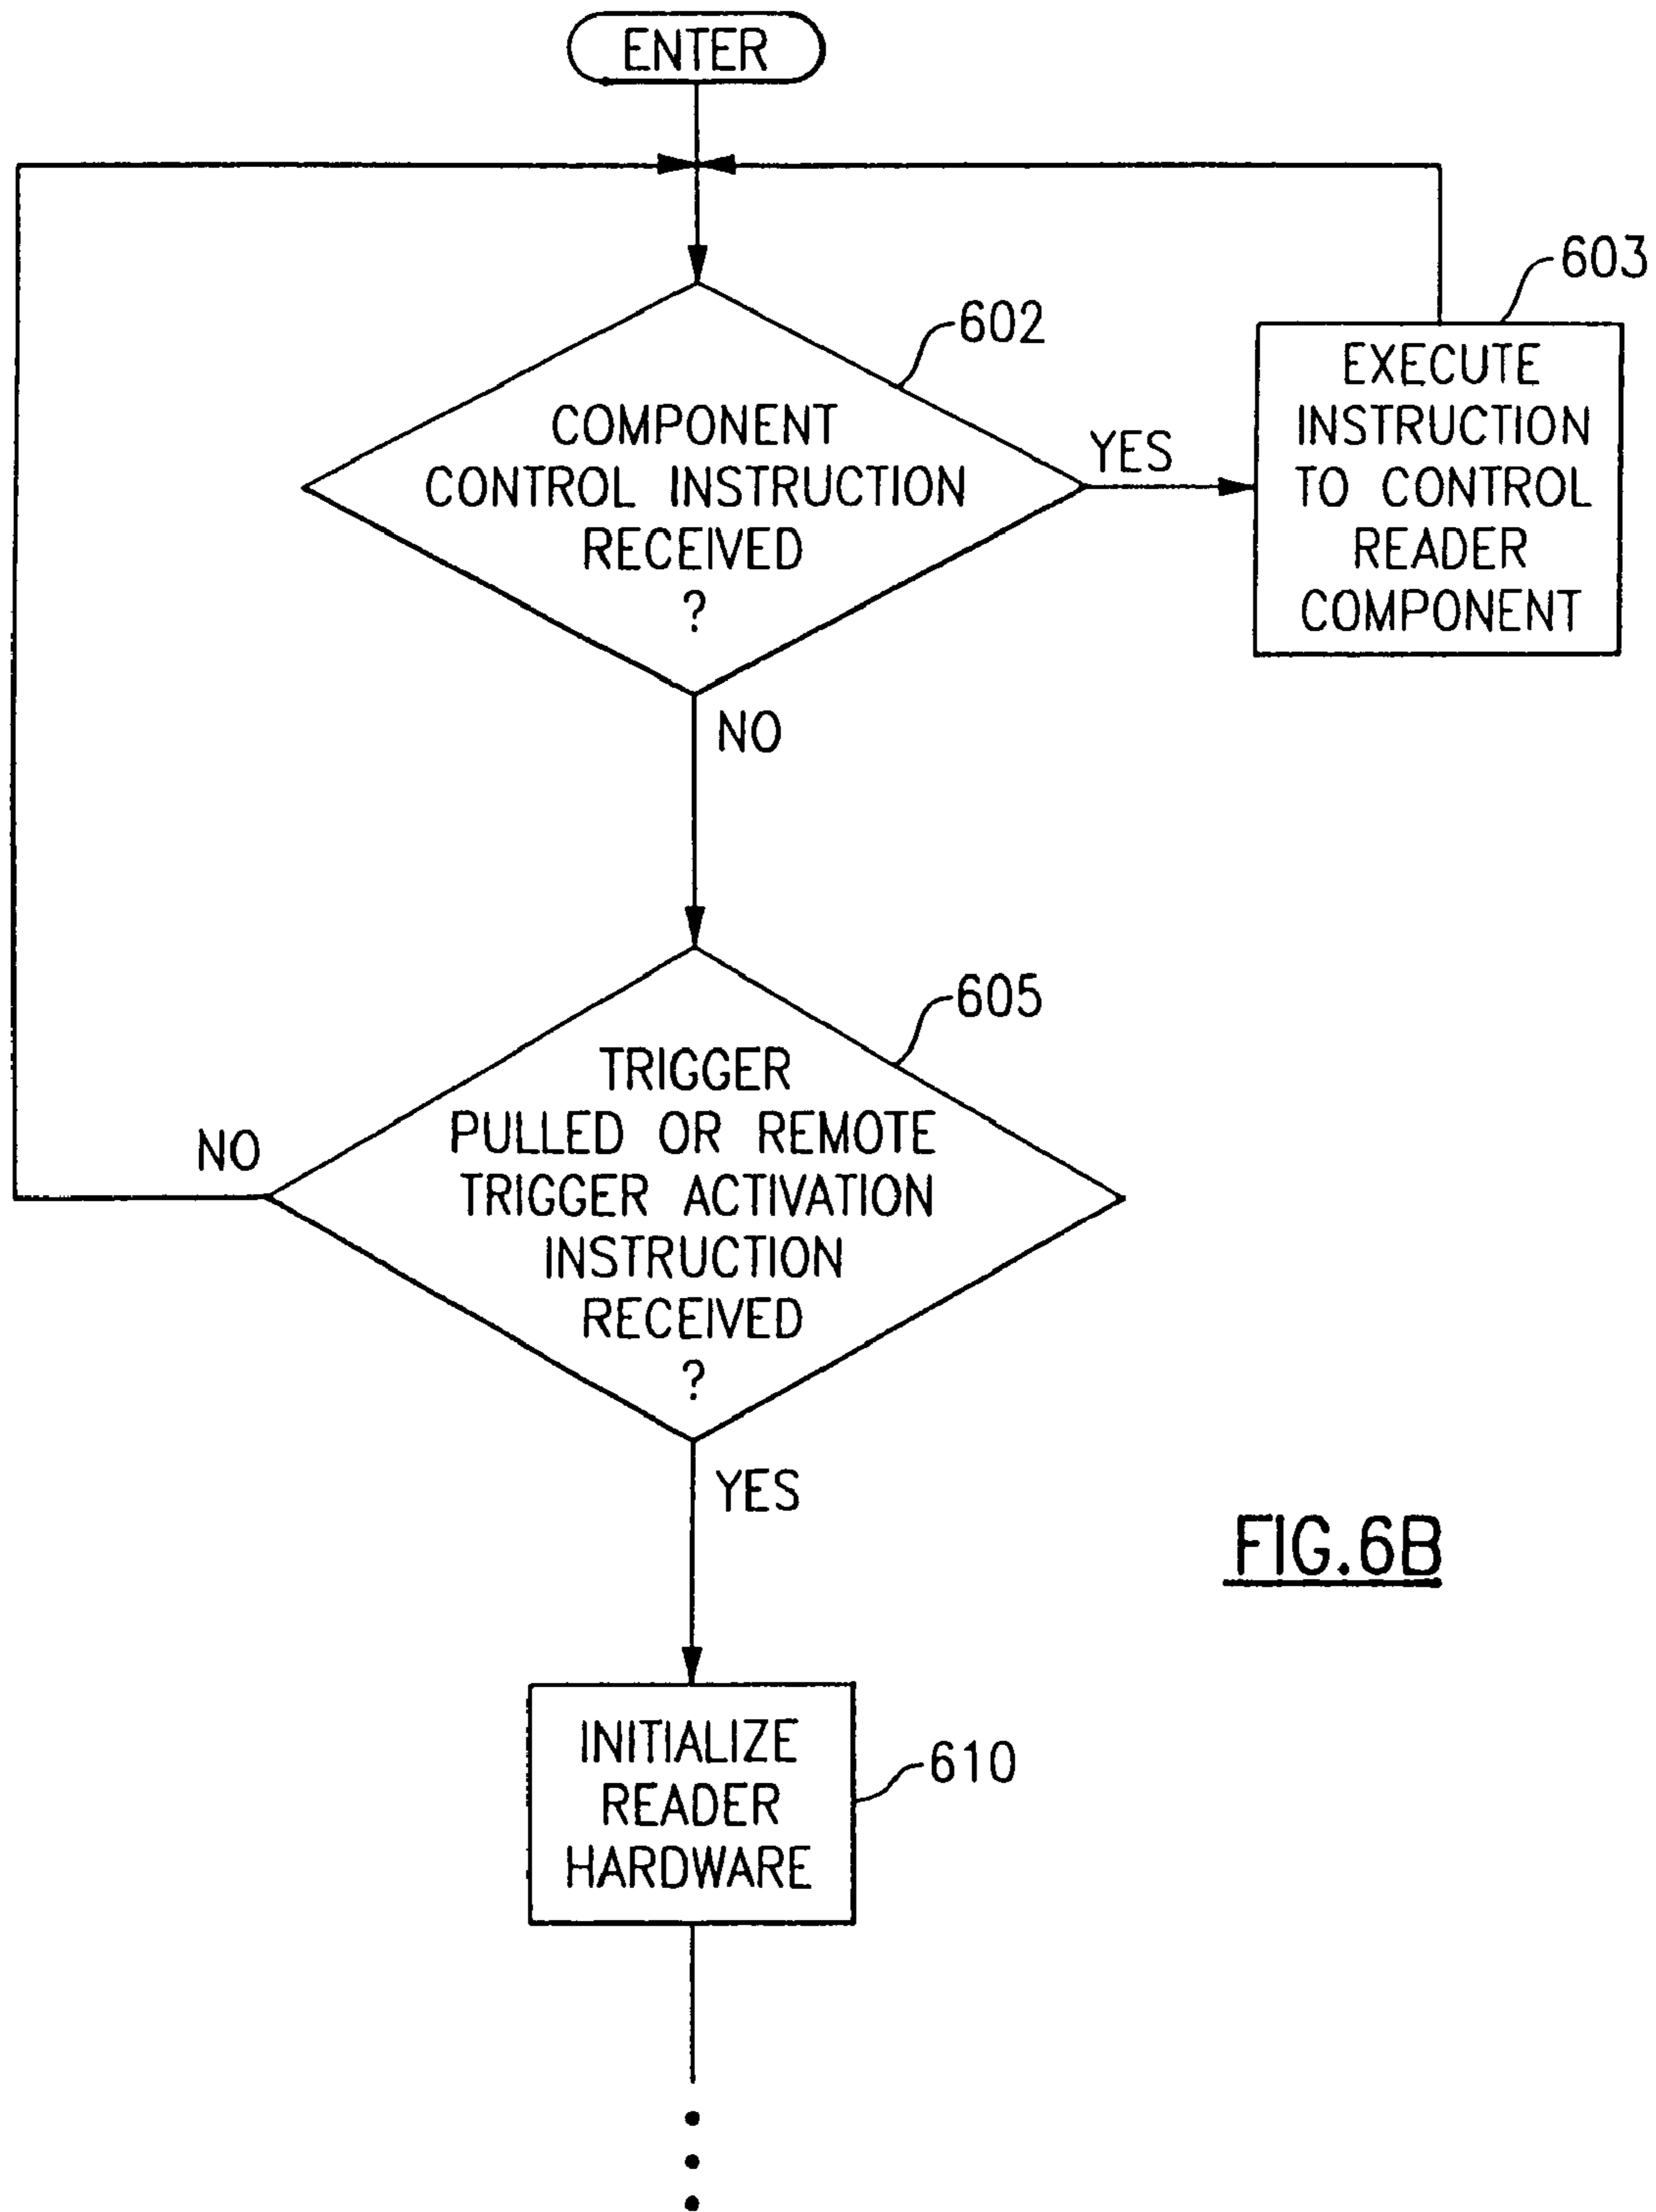 ENTER
602
603
COMPONENT
CONTROL INSTRUCTION
RECEIVED
?
YES
EXECUTE
INSTRUCTION
TO CONTROL
READER
COMPONENT
NO
605
TRIGGER
PULLED OR REMOTE
TRIGGER ACTIVATION
INSTRUCTION
RECEIVED
?
NO
YES
FIG.6B
INITIALIZE
READER
HARDWARE
610